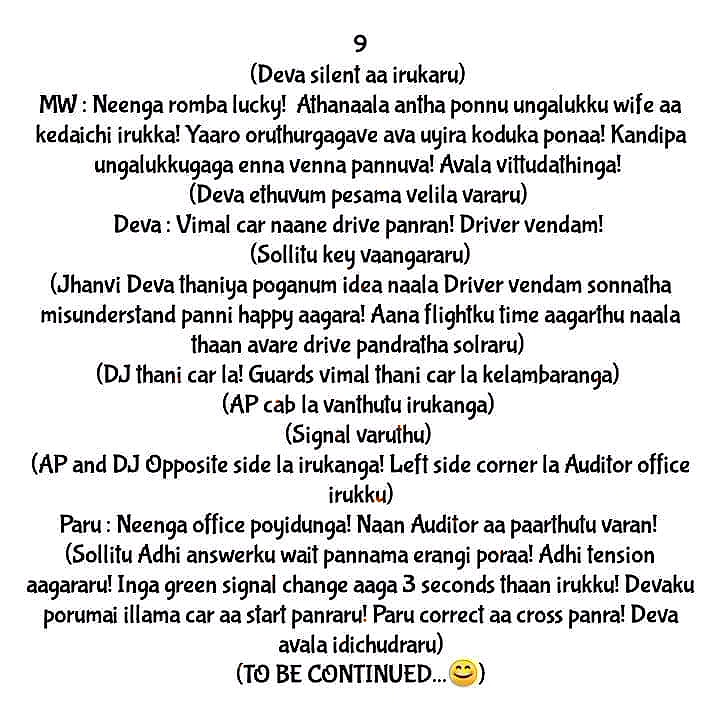 9
(Deva silent aa irukaru)
MW : Neenga romba lucky!  Athanaala antha ponnu ungalukku wife aa
kedaichi irukka! Yaaro oruthurgagave ava uyira koduka ponaa! Kandipa
ungalukkugaga enna venna pannuva! Avala vittudathinga!
(Deva ethuvum pesama velila vararu)
Deva : Vimal car naane drive panran! Driver vendam!
(Sollitu key vaangararu)
(Jhanvi Deva thaniya poganum idea naala Driver vendam sonnatha
misunderstand panni happy aagara! Aana flightku time aagarthu naala
thaan avare drive pandratha solraru)
(DJ thani car la! Guards vimal thani car la kelambaranga)
(AP cab la vanthutu irukanga)
(Signal varuthu)
(AP and DJ Opposite side la irukanga! Left side corner la Auditor office
irukku)
Paru : Neenga office poyidunga! Naan Auditor aa paarthutu varan!
(Sollitu Adhi answerku wait pannama erangi poraa! Adhi tension
aagararu! Inga green signal change aaga 3 seconds thaan irukku! Devaku
porumai illama car aa start panraru! Paru correct aa cross panra! Deva
avala idichudraru)
(TO BE CONTINUED...😊)